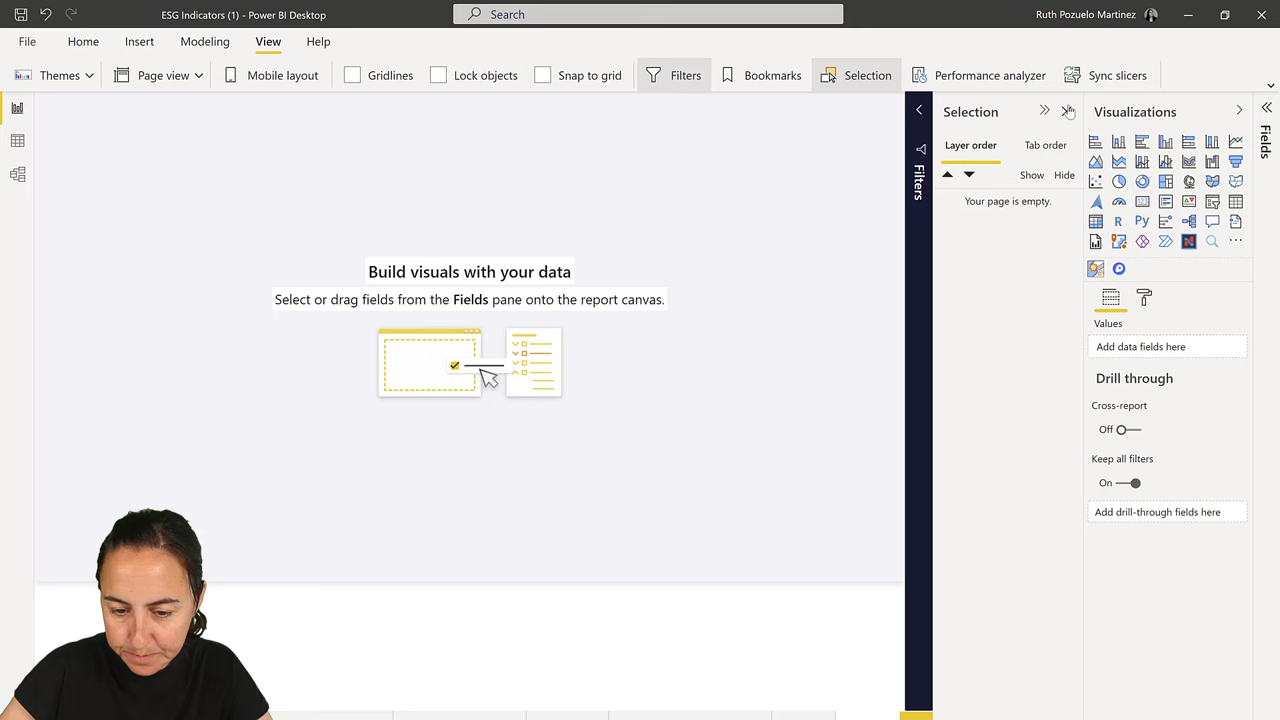 ESG Indicators (1) - Power BI Desktop
Search
Ruth Pozuelo Martinez
File
Home
Insert
Modeling
View
Help
Themes
Page view
Mobile layout
Gridlines
Lock objects
Snap to grid
Filters
Bookmarks
Selection
Performance analyzer
Sync slicers
Build visuals with your data
Select or drag fields from the Fields pane onto the report canvas.
Filters
Selection
Layer order
Tab order
Show
Hide
Your page is empty.
Visualizations
R
Py
Values
Add data fields here
Drill through
Cross-report
Off
Keep all filters
On
Add drill-through fields here
Fields